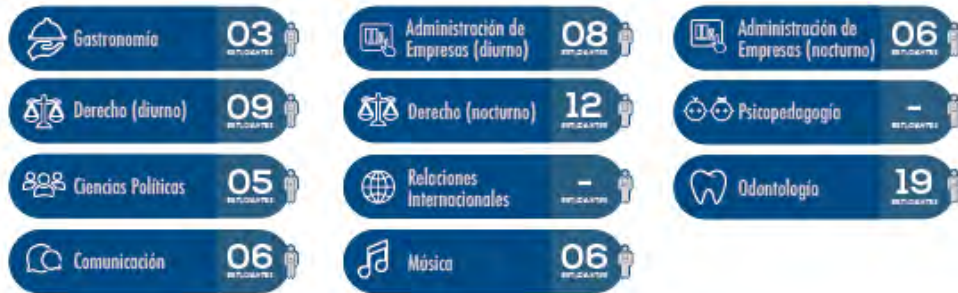 Gastronomía
03
ESTUDIANTES
Administración de
Empresas (diurno)
08
ESTUDIANTES
Administración de
Empresas (nocturno)
06
ESTUDIANTES
Derecho (diurno)
09
ESTUDIANTES
Derecho (nocturno)
12
ESTUDIANTES
Psicopedagogía
-
ESTUDIANTES
Ciencias Políticas
05
ESTUDIANTES
Relaciones
Internacionales
-
ESTUDIANTES
Odontología
19
ESTUDIANTES
Comunicación
06
ESTUDIANTES
Música
06
ESTUDIANTES